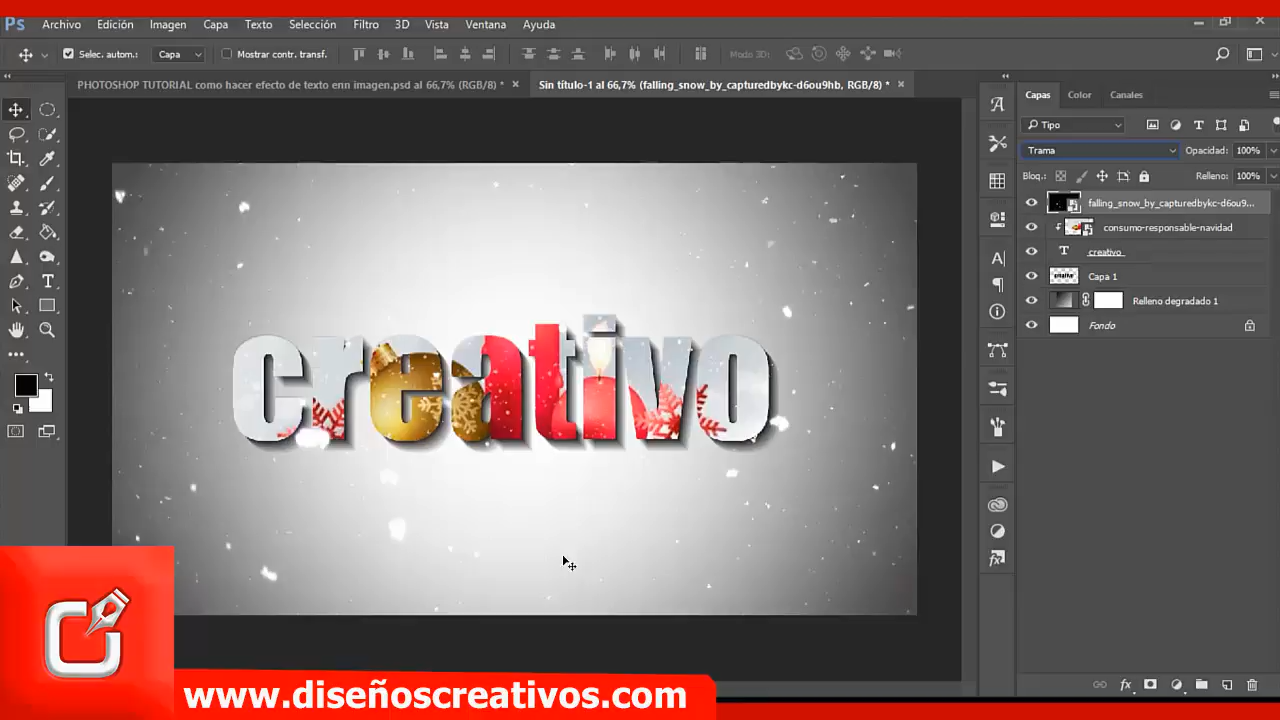 Ps Archivo Edición Imagen Capa Texto Selección Filtro 3D Vista Ventana Ayuda
Selec. autom.: Capa Mostrar contr. transf. Modo 3D:
PHOTOSHOP TUTORIAL como hacer efecto de texto enn imagen.psd al 66,7% (RGB/8) * Sin título-1 al 66,7% (falling_snow_by_capturedbykc-d6ou9hb, RGB/8) *
Capas Color Canales
Tipo
Trama Opacidad: 100%
Bloq.: Relleno: 100%
falling_snow_by_capturedbykc-d6ou9...
consumo-responsable-navidad
creativo
Capa 1
Relleno degradado 1
Fondo
creativo
www.diseñoscreativos.com